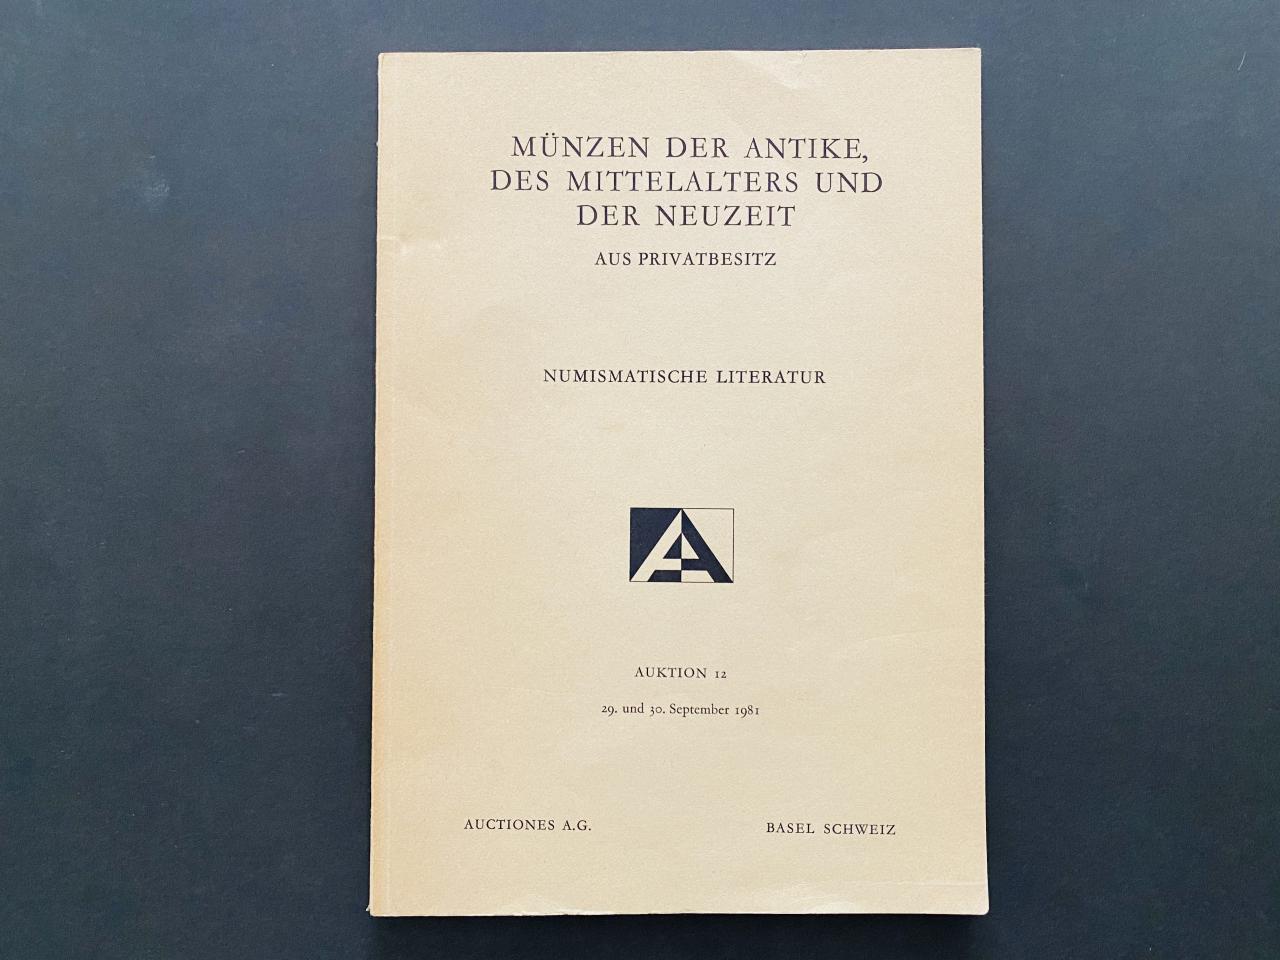 MÜNZEN DER ANTIKE,
DES MITTELALTERS UND
DER NEUZEIT
AUS PRIVATBESITZ
NUMISMATISCHE LITERATUR
AA
AUKTION 12
29. und 30. September 1981
AUCTIONES A.G.
BASEL SCHWEIZ